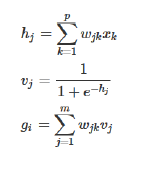 h_j = \sum_{k=1}^{p} w_{jk} x_k
v_j = \frac{1}{1 + e^{-h_j}}
g_i = \sum_{j=1}^{m} w_{jk} v_j